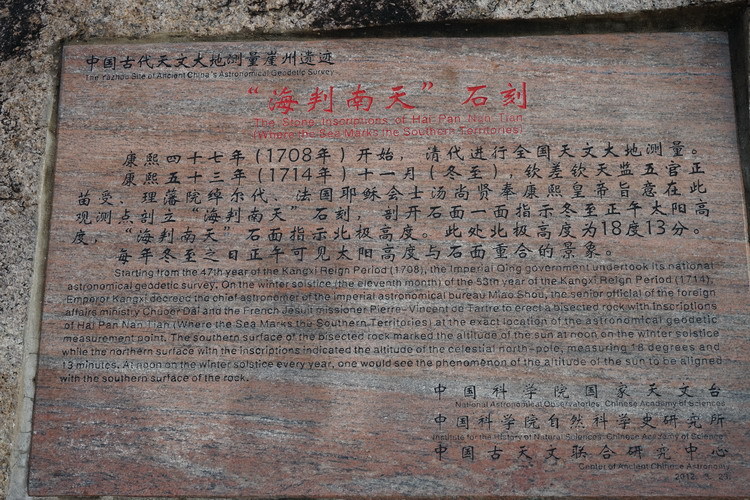 中国古代天文大地测量崖州遗迹
The Yazhou Site of Ancient China's Astronomical Geodetic Survey
“海判南天” 石刻
The Stone Inscriptions of Hai Pan Nan Tian
(Where the Sea Marks the Southern Territories)
康熙四十七年(1708年)开始，清代进行全国天文大地测量。
康熙五十三年(1714年)十一月(冬至)，钦差钦天监五官正
苗受、理藩院绰尔代、法国耶稣会士汤尚贤奉康熙皇帝旨意在此
观测点剖立“海判南天”石刻，剖开石面一面指示冬至正午太阳高
度，“海判南天”石面指示北极高度。此处北极高度为18度13分。
每年冬至之日正午可见太阳高度与石面重合的景象。
Starting from the 47th year of the Kangxi Reign Period (1708), the Imperial Qing government undertook its national
astronomical geodetic survey. On the winter solstice (the eleventh month) of the 53th year of the Kangxi Reign Period (1714),
Emperor Kangxi decreed the chief astronomer of the imperial astronomical bureau Miao Shou, the senior official of the foreign
affairs ministry Chuoer Dai and the French Jesuit missioner Pierre-Vincent de Tartre to erect a bisected rock with inscriptions
of Hai Pan Nan Tian (Where the Sea Marks the Southern Territories) at the exact location of the astronomical geodetic
measurement point. The southern surface of the bisected rock marked the altitude of the sun at noon on the winter solstice
while the northern surface with the inscriptions indicated the altitude of the celestial north-pole, measuring 18 degrees and
13 minutes. At noon on the winter solstice every year, one would see the phenomenon of the altitude of the sun to be aligned
with the southern surface of the rock.
中国科学院国家天文台
National Astronomical Observatories, Chinese Academy of Sciences
中国科学院自然科学史研究所
Institute for the History of Natural Sciences, Chinese Academy of Sciences
中国古天文联合研究中心
Center of Ancient Chinese Astronomy